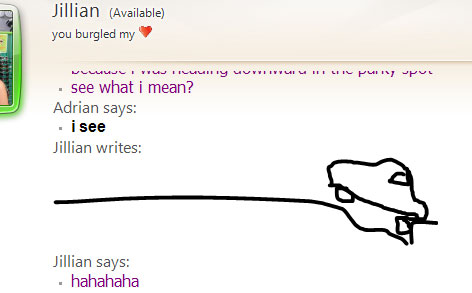 Jillian (Available)
you burgled my
because i was heading downward in the parky spot
see what i mean?
Adrian says:
i see
Jillian writes:
Jillian says:
hahahaha